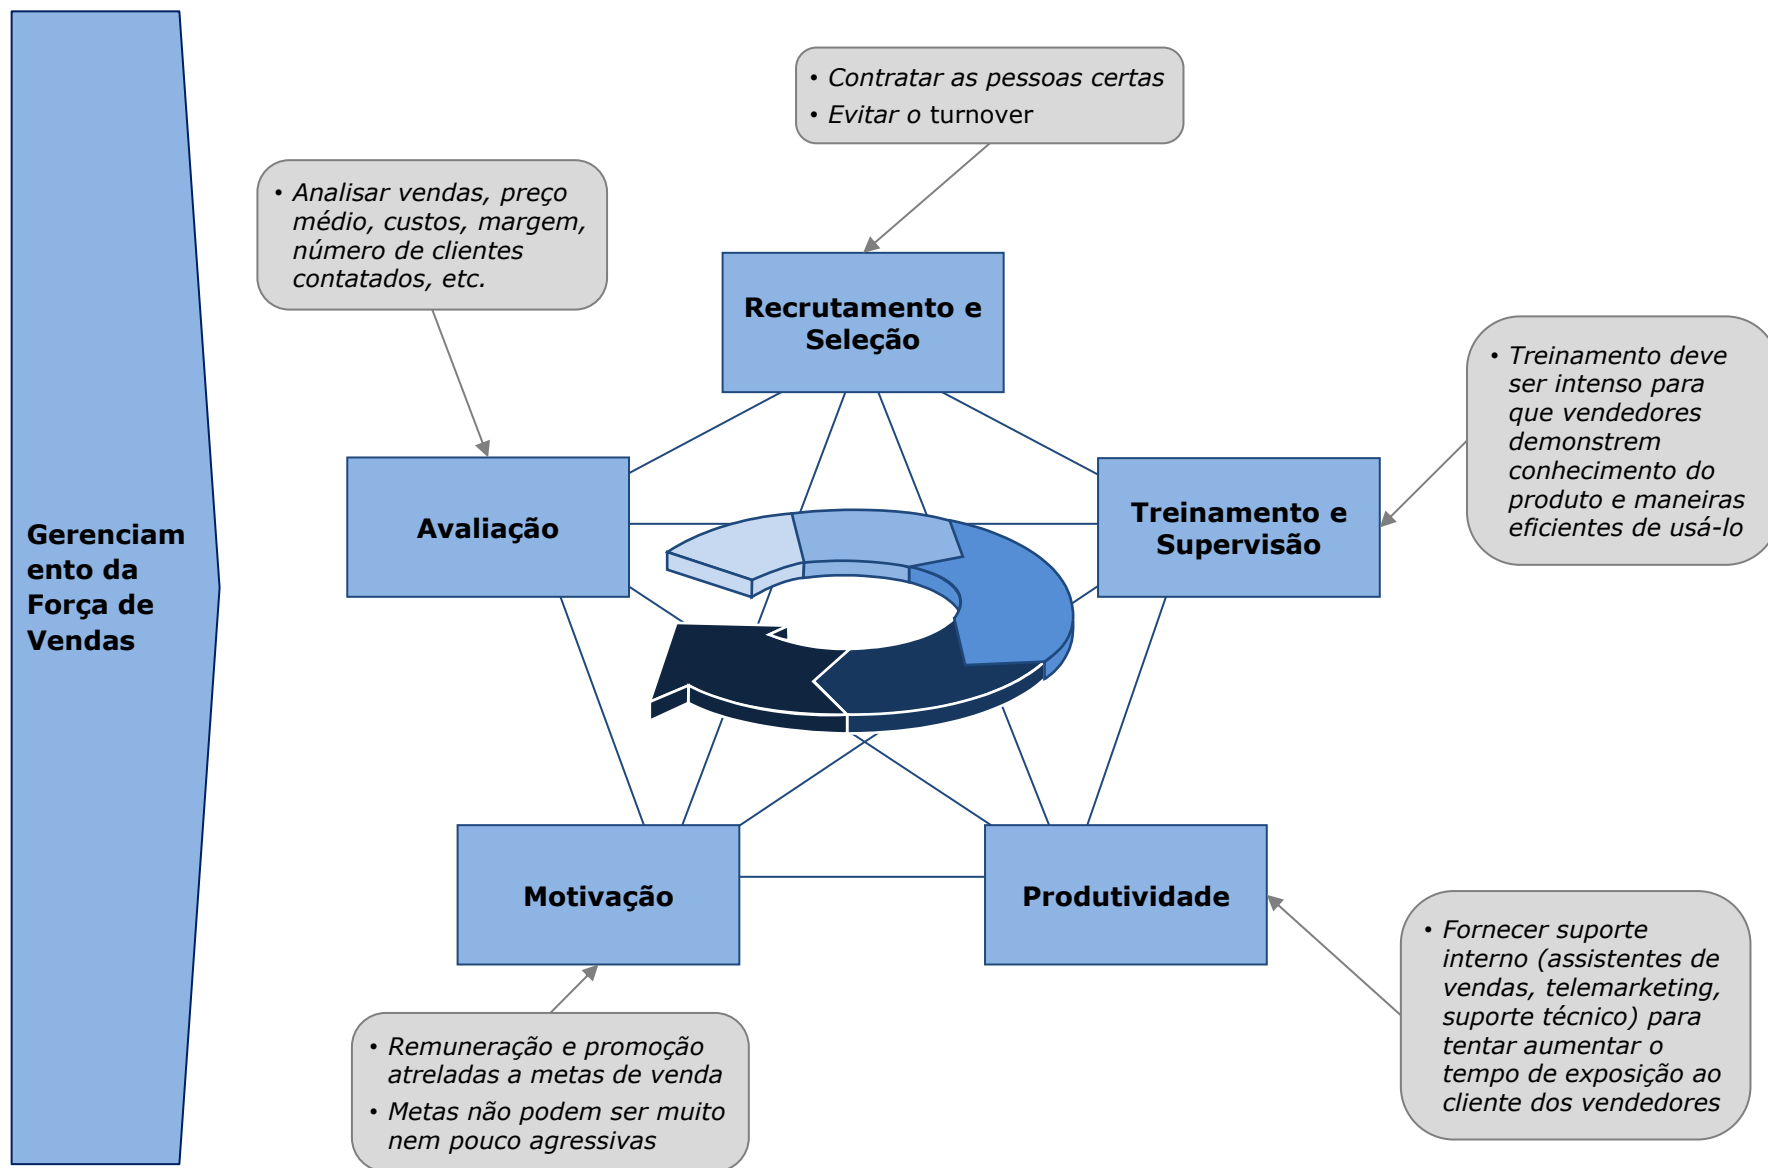 Gerenciam
ento da
Força de
Vendas
• Contratar as pessoas certas
• Evitar o turnover
• Analisar vendas, preço
médio, custos, margem,
número de clientes
contatados, etc.
Recrutamento e
Seleção
• Treinamento deve
ser intenso para
que vendedores
demonstrem
conhecimento do
produto e maneiras
eficientes de usá-lo
Avaliação
Treinamento e
Supervisão
Motivação
Produtividade
• Fornecer suporte
interno (assistentes de
vendas, telemarketing,
suporte técnico) para
tentar aumentar o
tempo de exposição ao
cliente dos vendedores
• Remuneração e promoção
atreladas a metas de venda
• Metas não podem ser muito
nem pouco agressivas